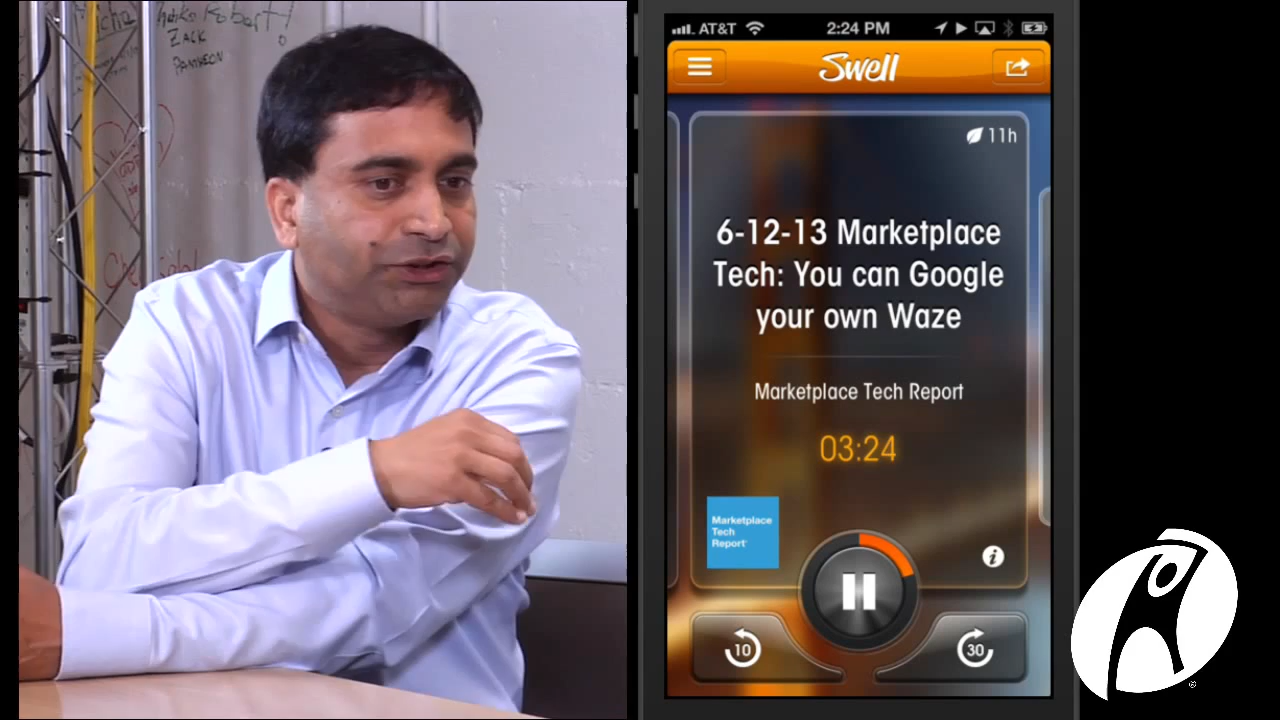 Robert!
ZACK
AT&T
2:24 PM
Swell
11h
6-12-13 Marketplace
Tech: You can Google
your own Waze
Marketplace Tech Report
03:24
Marketplace
Tech
Report
i
10
30
©